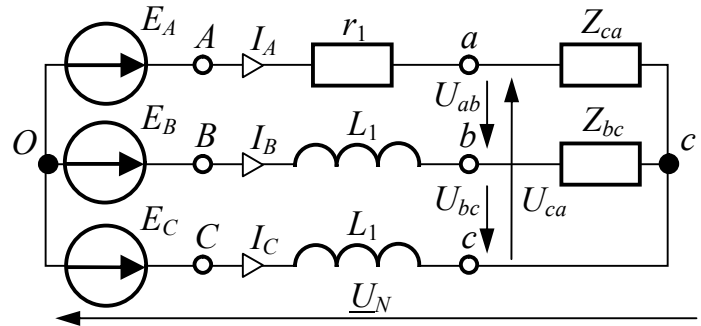 E_A A I_A r_1 a Z_ca
U_ab
O E_B B I_B L_1 b Z_bc c
U_bc U_ca
E_C C I_C L_1 c
U_N